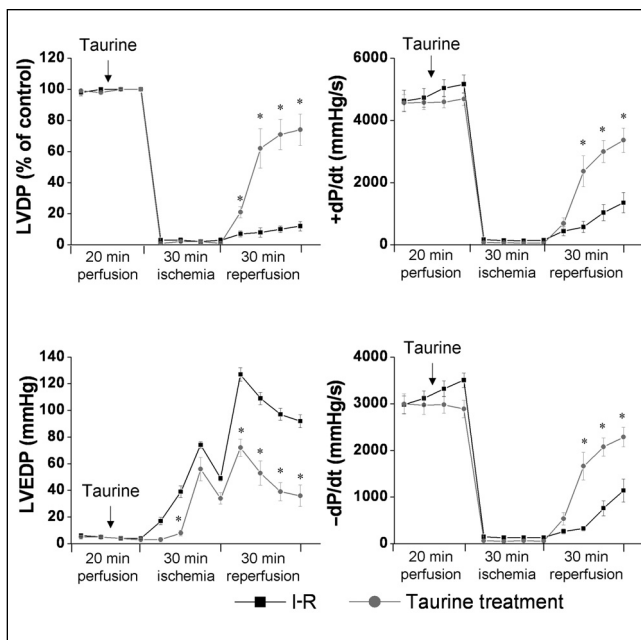 Taurine
LVDP (% of control)
120
100
80
60
40
20
0
*
*
*
*
20 min
perfusion
30 min
ischemia
30 min
reperfusion
Taurine
+dP/dt (mmHg/s)
6000
4000
2000
0
*
*
*
20 min
perfusion
30 min
ischemia
30 min
reperfusion
Taurine
LVEDP (mmHg)
140
120
100
80
60
40
20
0
*
*
*
*
*
20 min
perfusion
30 min
ischemia
30 min
reperfusion
Taurine
−dP/dt (mmHg/s)
4000
3000
2000
1000
0
*
*
*
20 min
perfusion
30 min
ischemia
30 min
reperfusion
I-R
Taurine treatment